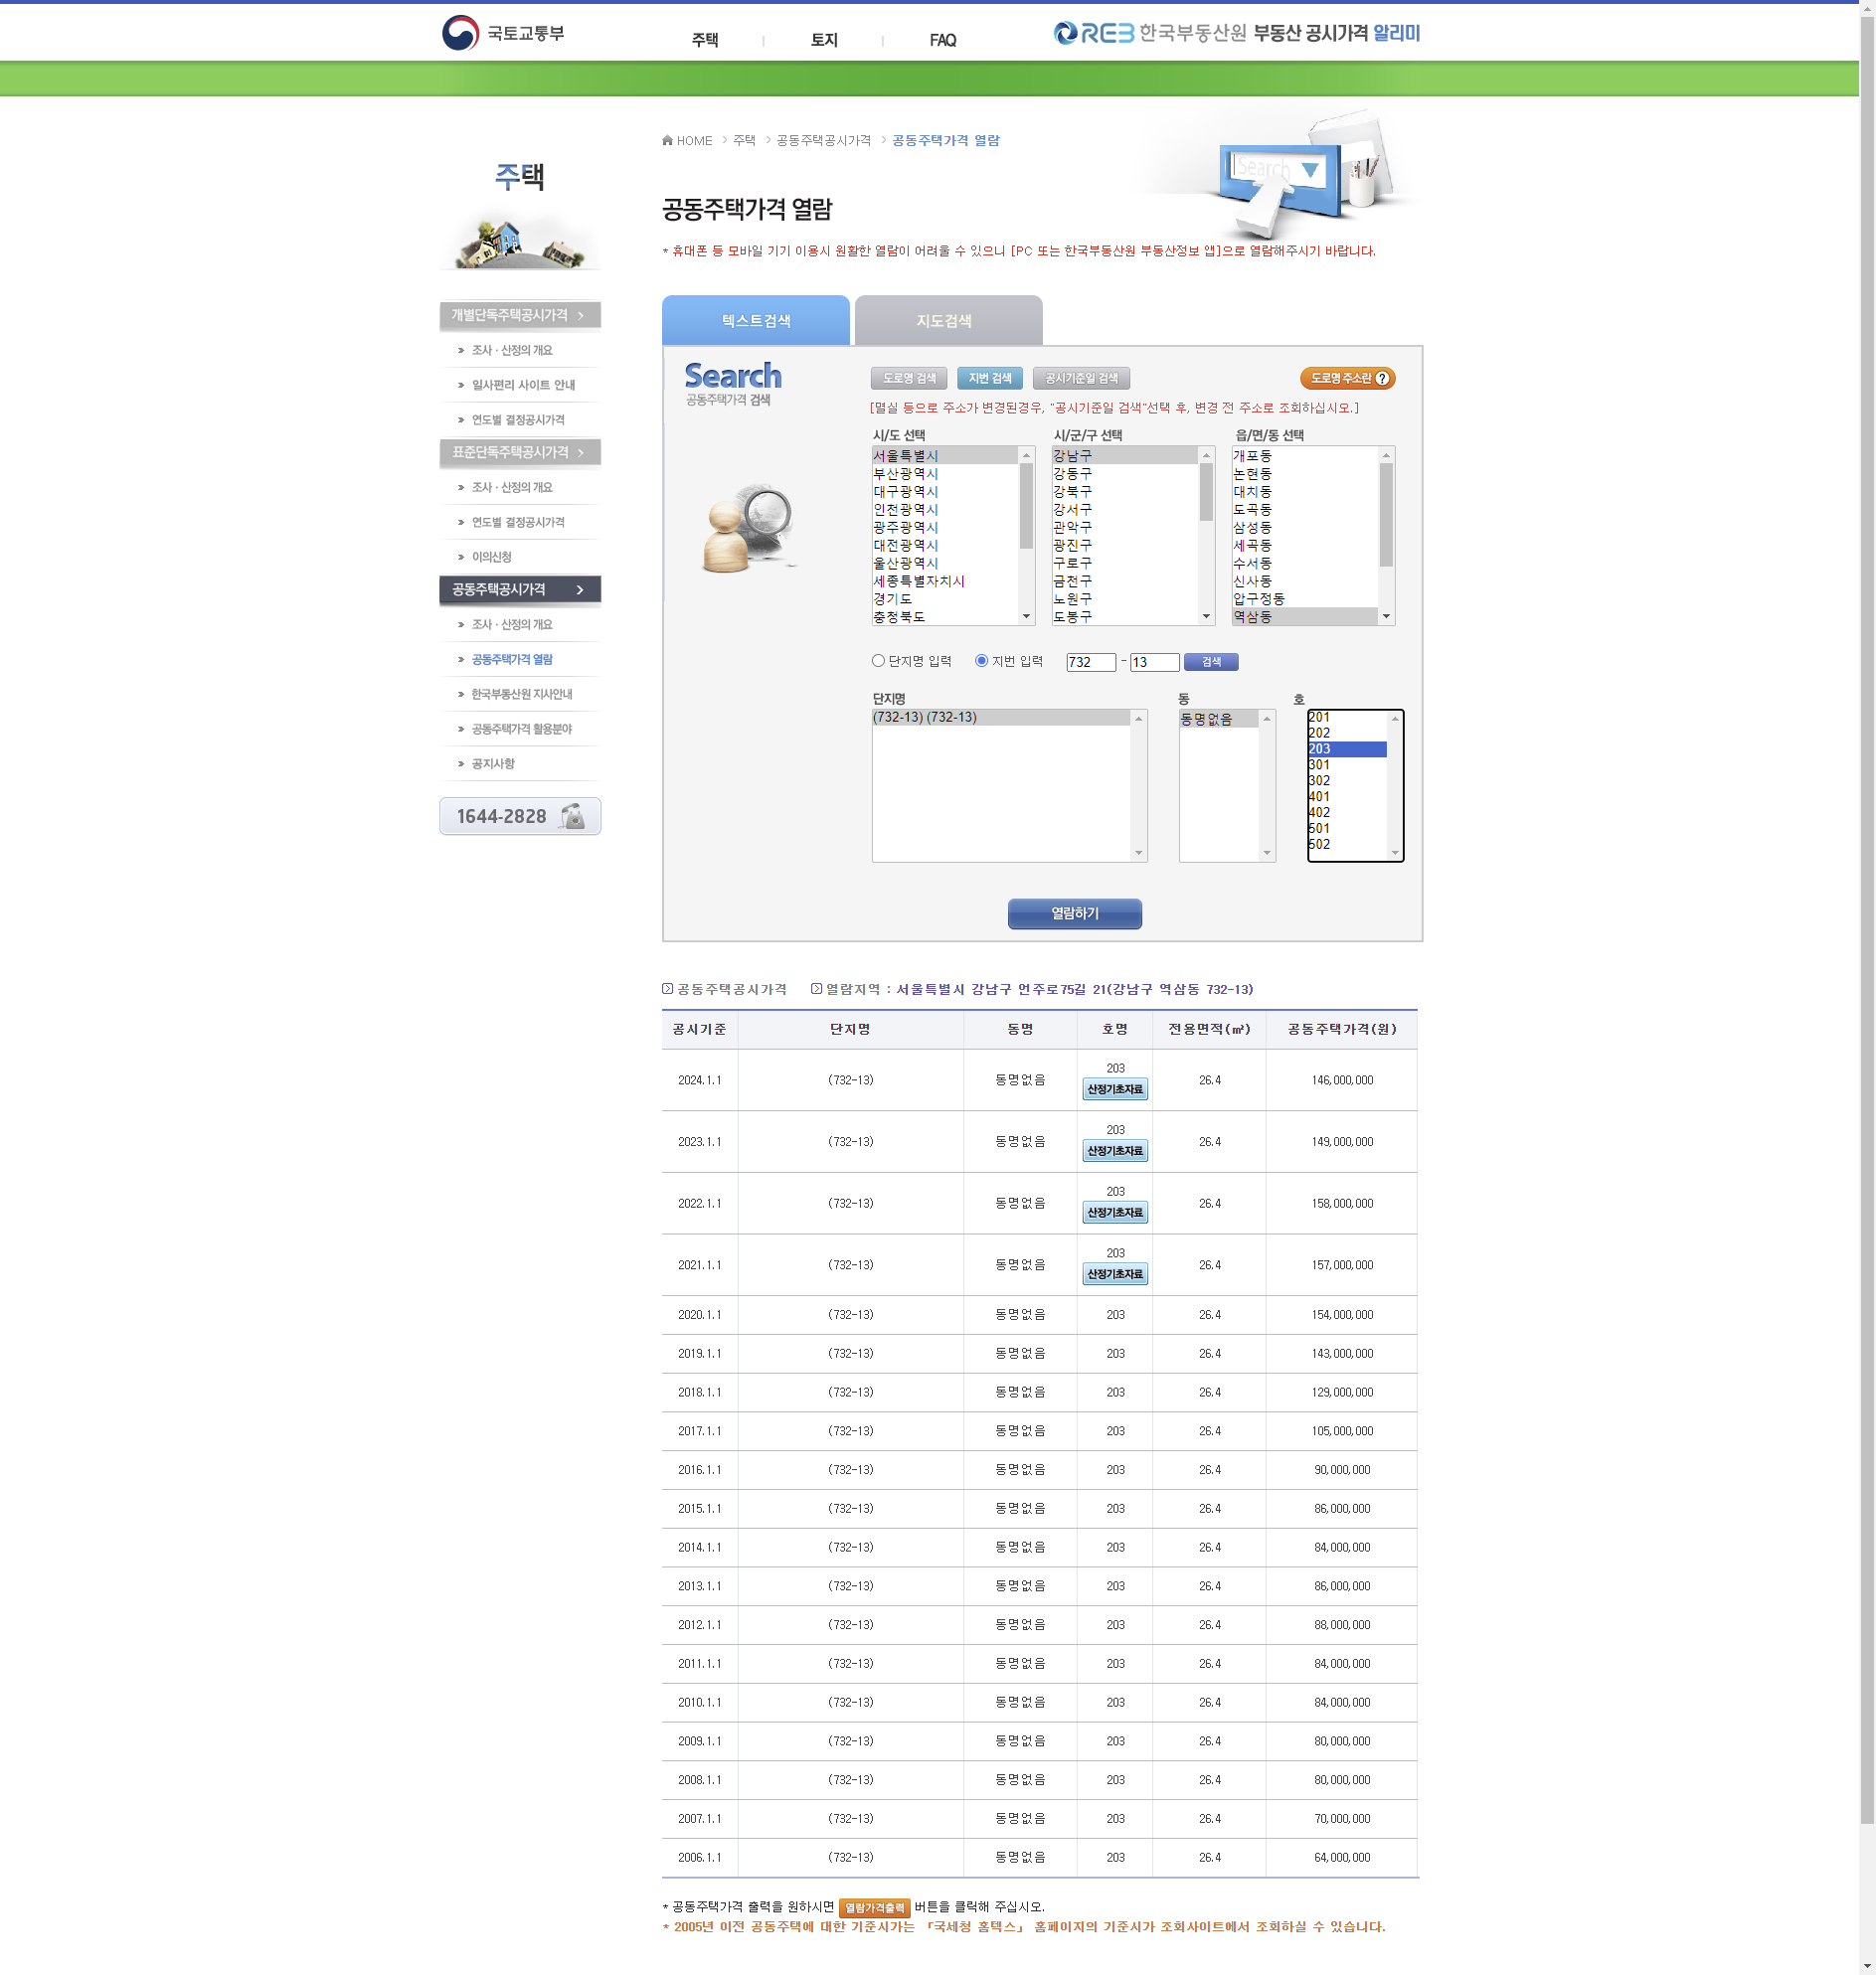 국토교통부
주택
토지
FAQ
REB 한국부동산원 부동산 공시가격 알리미
HOME 주택 공동주택공시가격 공동주택가격 열람
Search
주택
공동주택가격 열람
* 휴대폰 등 모바일 기기 이용시 원활한 열람이 어려울 수 있으니 [PC 또는 한국부동산원 부동산정보 앱]으로 열람해주시기 바랍니다.
개별단독주택공시가격
조사 · 산정의 개요
일사편리 사이트 안내
연도별 결정공시가격
표준단독주택공시가격
조사 · 산정의 개요
연도별 결정공시가격
이의신청
공동주택공시가격
조사 · 산정의 개요
공동주택가격 열람
한국부동산원 지사안내
공동주택가격 활용분야
공지사항
1644-2828
텍스트검색
지도검색
Search
공동주택가격 검색
도로명 검색
지번 검색
공시기준일 검색
도로명 주소란 ?
[멸실 등으로 주소가 변경된경우, "공시기준일 검색"선택 후, 변경 전 주소로 조회하십시오.]
시/도 선택
서울특별시
부산광역시
대구광역시
인천광역시
광주광역시
대전광역시
울산광역시
세종특별자치시
경기도
충청북도
시/군/구 선택
강남구
강동구
강북구
강서구
관악구
광진구
구로구
금천구
노원구
도봉구
읍/면/동 선택
개포동
논현동
대치동
도곡동
삼성동
세곡동
수서동
신사동
압구정동
역삼동
단지명 입력 지번 입력 732 - 13 검색
단지명
(732-13) (732-13)
동
동명없음
호
201
202
203
301
302
401
402
501
502
열람하기
공동주택공시가격 열람지역 : 서울특별시 강남구 언주로75길 21(강남구 역삼동 732-13)
공시기준 단지명 동명 호명 전용면적(㎡) 공동주택가격(원)
2024.1.1 (732-13) 동명없음 203 산정기초자료 26.4 146,000,000
2023.1.1 (732-13) 동명없음 203 산정기초자료 26.4 149,000,000
2022.1.1 (732-13) 동명없음 203 산정기초자료 26.4 158,000,000
2021.1.1 (732-13) 동명없음 203 산정기초자료 26.4 157,000,000
2020.1.1 (732-13) 동명없음 203 26.4 154,000,000
2019.1.1 (732-13) 동명없음 203 26.4 143,000,000
2018.1.1 (732-13) 동명없음 203 26.4 129,000,000
2017.1.1 (732-13) 동명없음 203 26.4 105,000,000
2016.1.1 (732-13) 동명없음 203 26.4 90,000,000
2015.1.1 (732-13) 동명없음 203 26.4 86,000,000
2014.1.1 (732-13) 동명없음 203 26.4 84,000,000
2013.1.1 (732-13) 동명없음 203 26.4 86,000,000
2012.1.1 (732-13) 동명없음 203 26.4 88,000,000
2011.1.1 (732-13) 동명없음 203 26.4 84,000,000
2010.1.1 (732-13) 동명없음 203 26.4 84,000,000
2009.1.1 (732-13) 동명없음 203 26.4 80,000,000
2008.1.1 (732-13) 동명없음 203 26.4 80,000,000
2007.1.1 (732-13) 동명없음 203 26.4 70,000,000
2006.1.1 (732-13) 동명없음 203 26.4 64,000,000
* 공동주택가격 출력을 원하시면 열람가격출력 버튼을 클릭해 주십시요.
* 2005년 이전 공동주택에 대한 기준시가는 「국세청 홈텍스」 홈페이지의 기준시가 조회사이트에서 조회하실 수 있습니다.